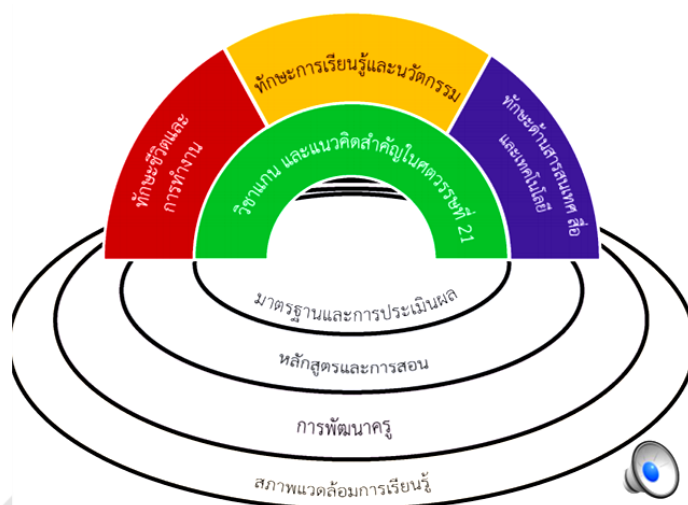 ทักษะการเรียนรู้และนวัตกรรม
ทักษะชีวิตและ
การทำงาน
ทักษะด้านสารสนเทศ สื่อ
และเทคโนโลยี
วิชาแกน และแนวคิดสำคัญในศตวรรษที่ 21
มาตรฐานและการประเมินผล
หลักสูตรและการสอน
การพัฒนาครู
สภาพแวดล้อมการเรียนรู้